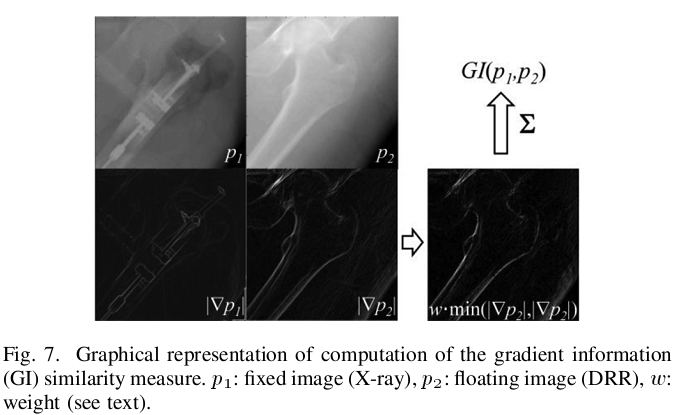 GI(p₁,p₂)
Σ
p₁
p₂
|∇p₁|
|∇p₂|
w·min(|∇p₂|,|∇p₂|)
Fig. 7. Graphical representation of computation of the gradient information
(GI) similarity measure. p₁: fixed image (X-ray), p₂: floating image (DRR), w:
weight (see text).